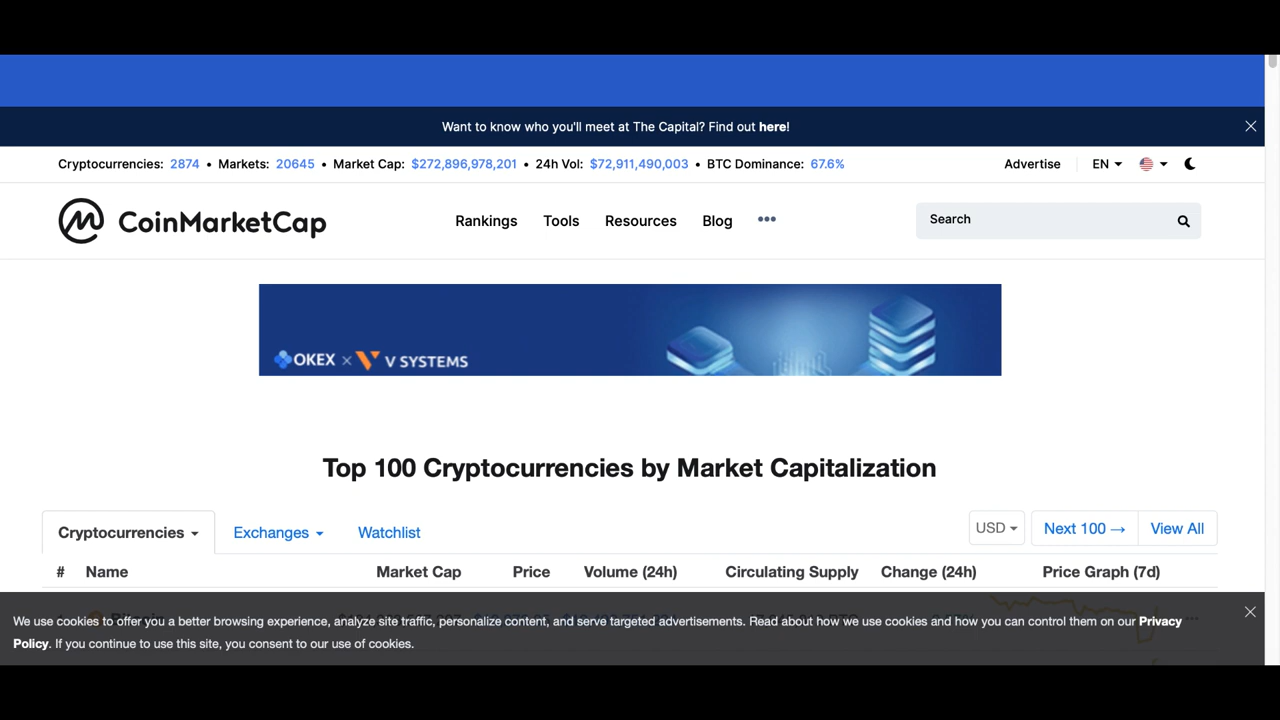 Want to know who you'll meet at The Capital? Find out here!
Cryptocurrencies: 2874 • Markets: 20645 • Market Cap: $272,896,978,201 • 24h Vol: $72,911,490,003 • BTC Dominance: 67.6%
Advertise EN
CoinMarketCap
Rankings Tools Resources Blog •••
Search
OKEX × V SYSTEMS
Top 100 Cryptocurrencies by Market Capitalization
Cryptocurrencies Exchanges Watchlist
USD Next 100 → View All
# Name Market Cap Price Volume (24h) Circulating Supply Change (24h) Price Graph (7d)
We use cookies to offer you a better browsing experience, analyze site traffic, personalize content, and serve targeted advertisements. Read about how we use cookies and how you can control them on our Privacy
Policy. If you continue to use this site, you consent to our use of cookies.